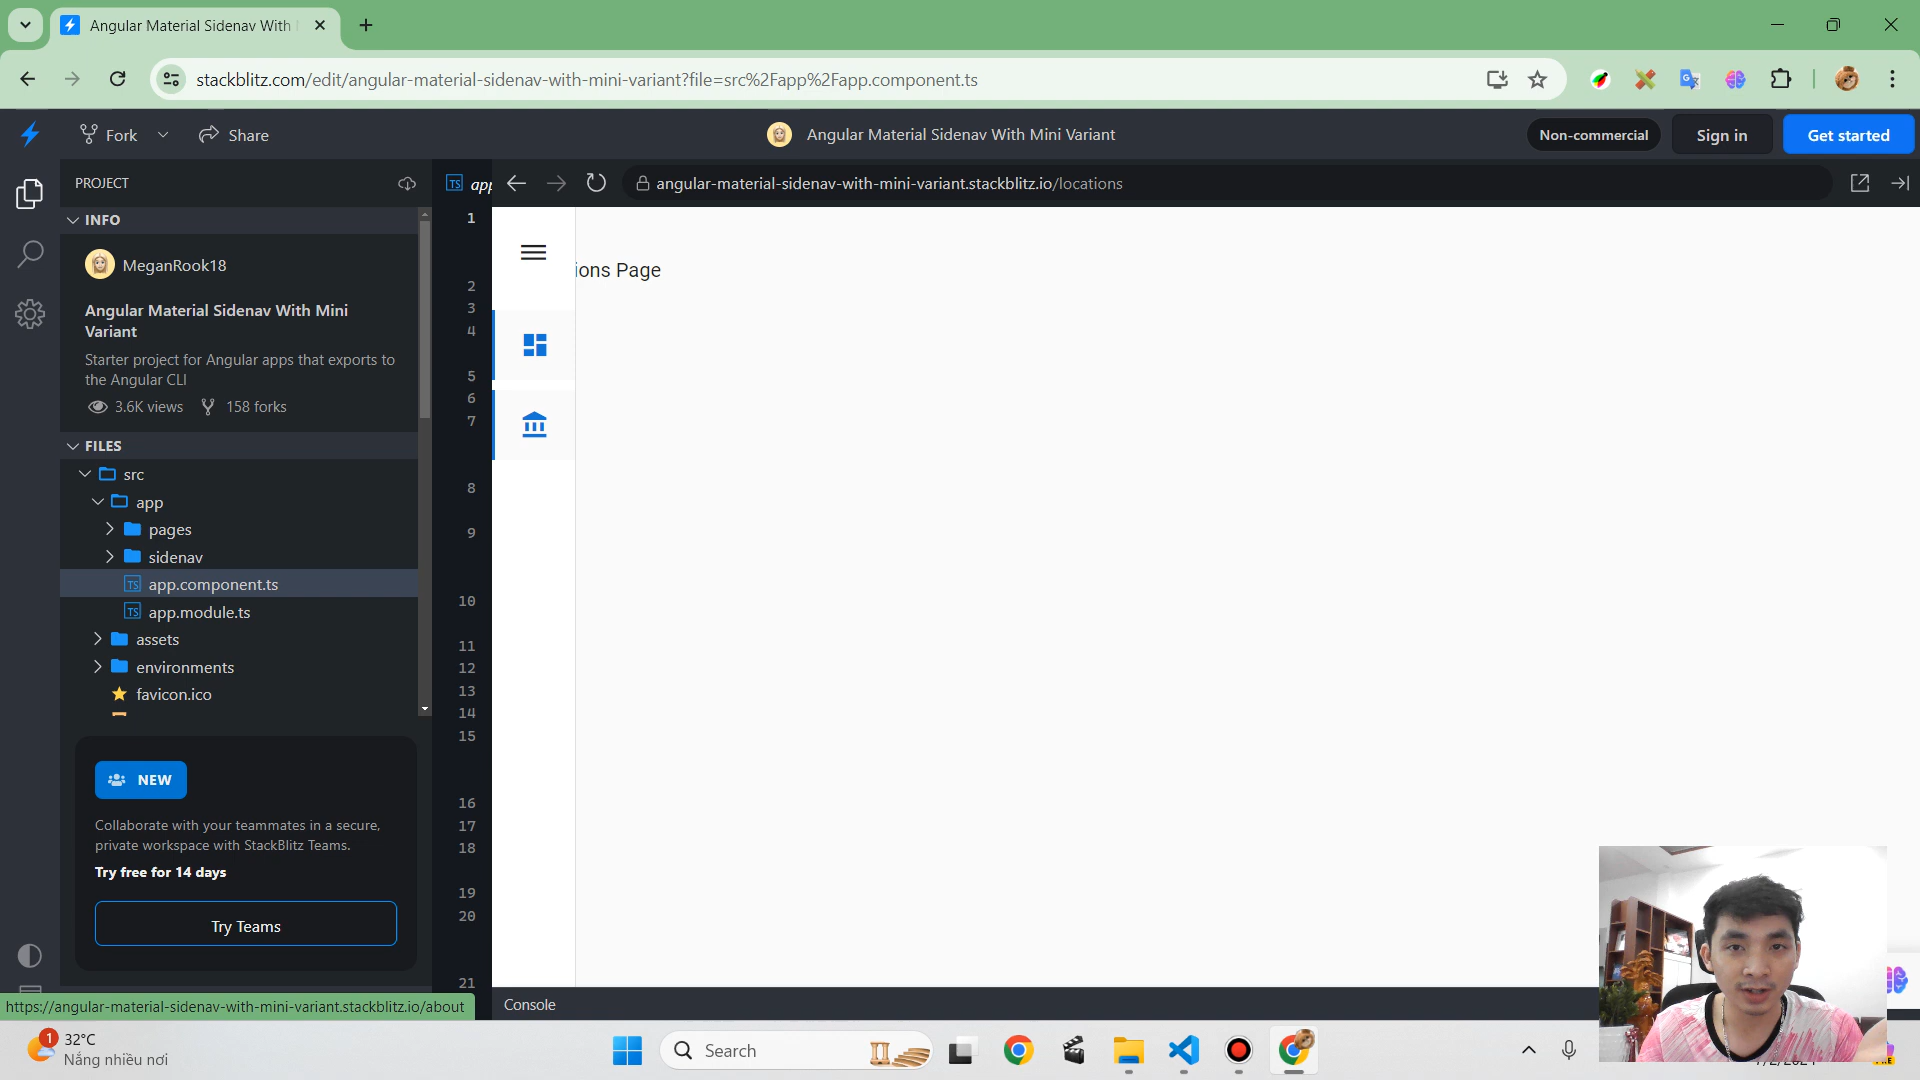 Angular Material Sidenav With
stackblitz.com/edit/angular-material-sidenav-with-mini-variant?file=src%2Fapp%2Fapp.component.ts
Fork
Share
Angular Material Sidenav With Mini Variant
Non-commercial
Sign in
Get started
PROJECT
TS app
angular-material-sidenav-with-mini-variant.stackblitz.io/locations
INFO
MeganRook18
Angular Material Sidenav With Mini
Variant
Starter project for Angular apps that exports to
the Angular CLI
3.6K views
158 forks
FILES
src
app
pages
sidenav
TS app.component.ts
TS app.module.ts
assets
environments
favicon.ico
NEW
Collaborate with your teammates in a secure,
private workspace with StackBlitz Teams.
Try free for 14 days
Try Teams
1
2
3
4
5
6
7
8
9
10
11
12
13
14
15
16
17
18
19
20
21
ions Page
Console
https://angular-material-sidenav-with-mini-variant.stackblitz.io/about
1
32°C
Nắng nhiều nơi
Search